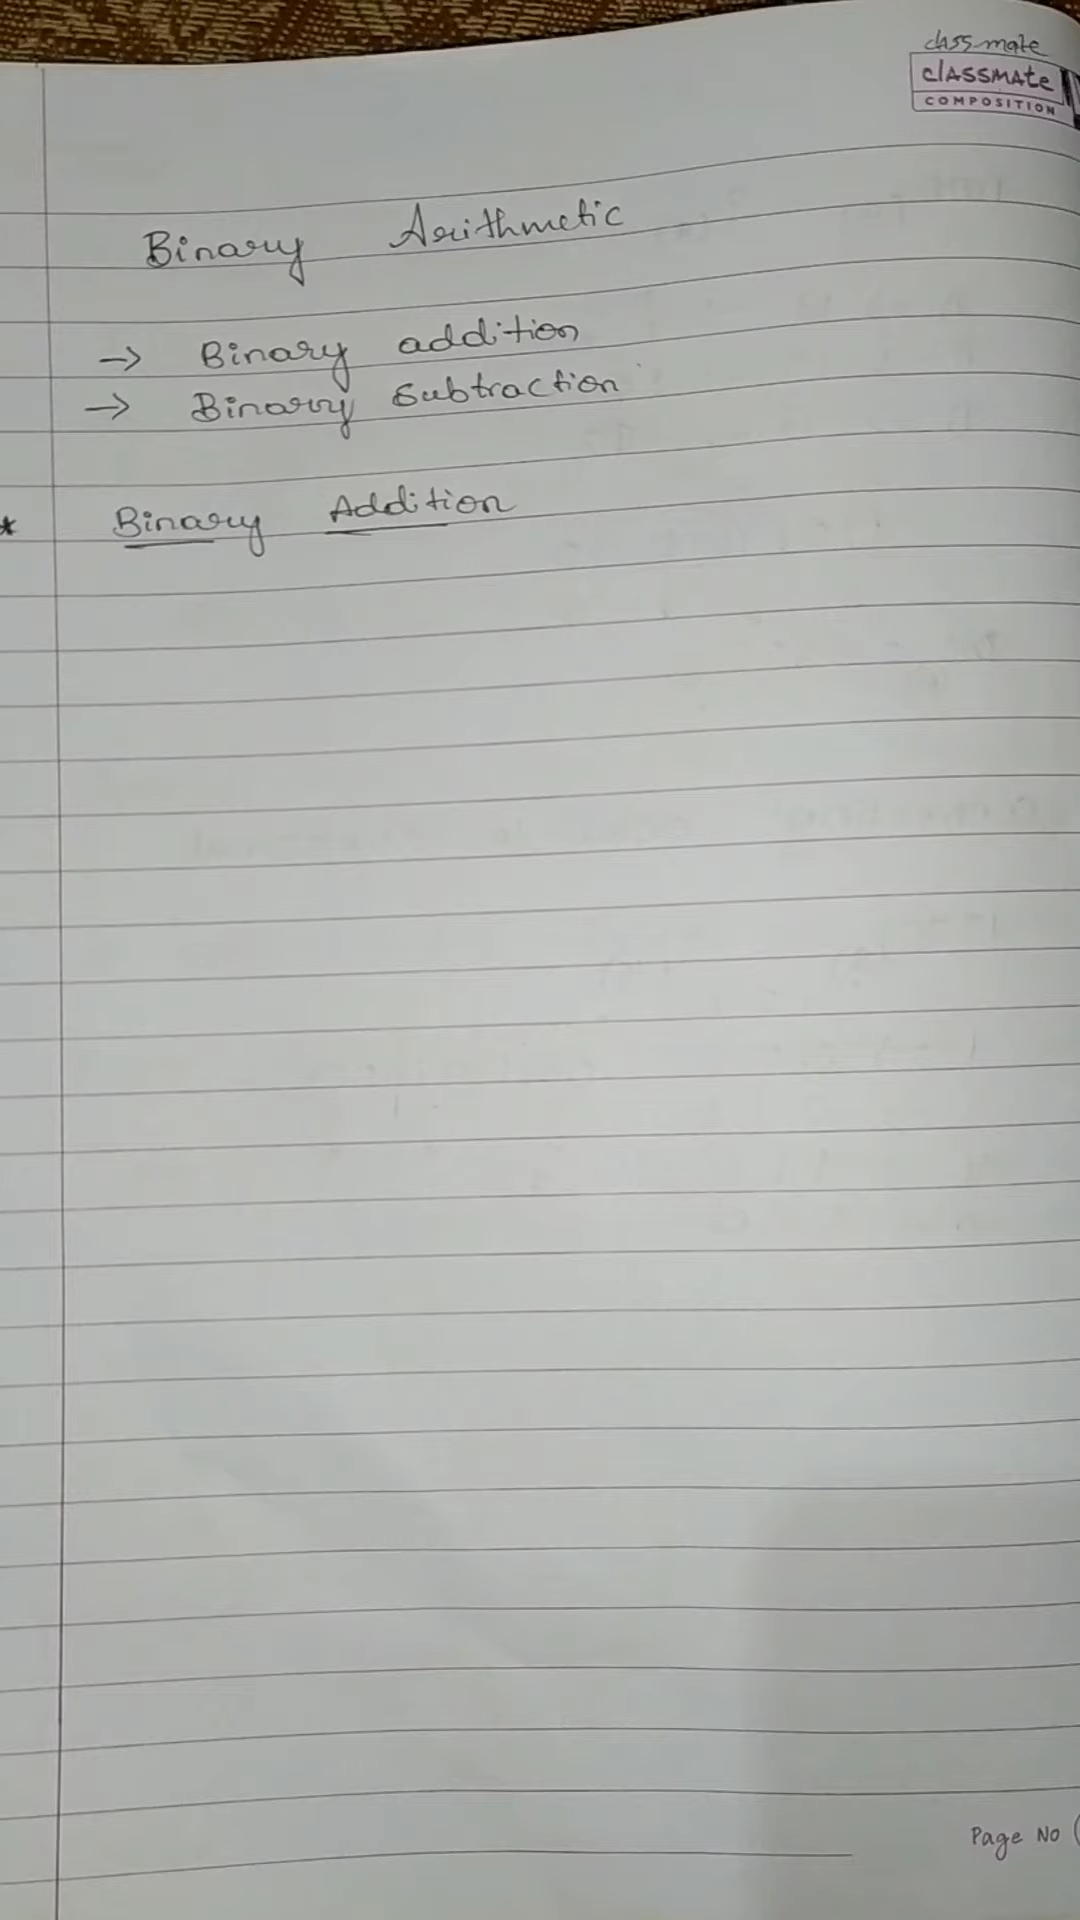 classmate
classmate
COMPOSITION
Binary Arithmetic
→ Binary addition
→ Binary Subtraction
* Binary Addition
Page No